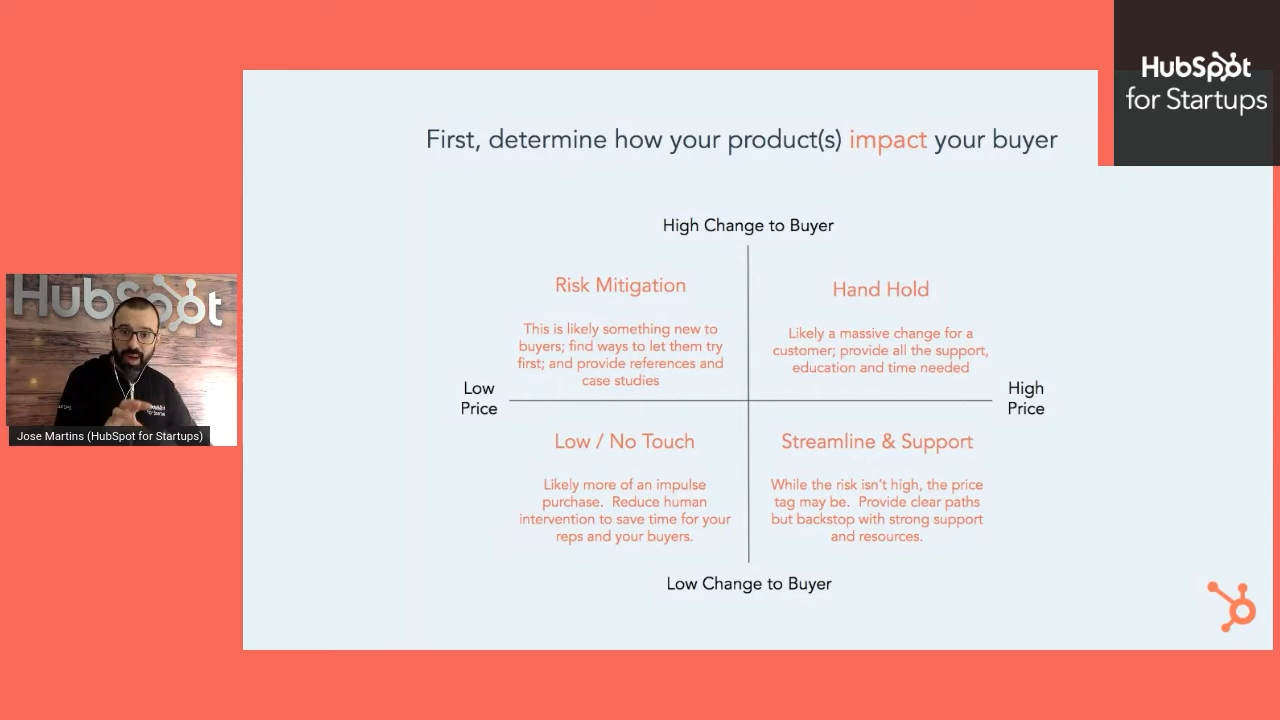 HubSpot
for Startups
First, determine how your product(s) impact your buyer
High Change to Buyer
Risk Mitigation
This is likely something new to
buyers; find ways to let them try
first; and provide references and
case studies
Hand Hold
Likely a massive change for a
customer; provide all the support,
education and time needed
Low
Price
High
Price
Low / No Touch
Likely more of an impulse
purchase.  Reduce human
intervention to save time for your
reps and your buyers.
Streamline & Support
While the risk isn't high, the price
tag may be.  Provide clear paths
but backstop with strong support
and resources.
Low Change to Buyer
HubSpot
Jose Martins (HubSpot for Startups)